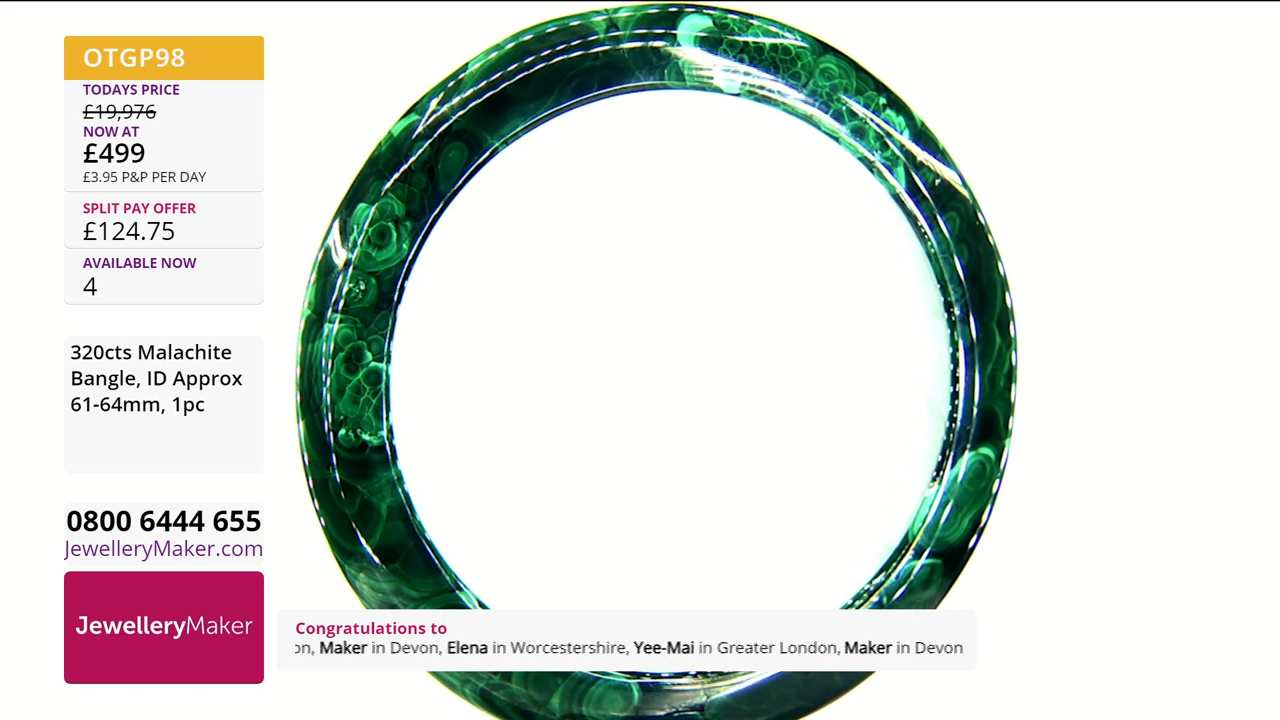 OTGP98
TODAYS PRICE
£19,976
NOW AT
£499
£3.95 P&P PER DAY
SPLIT PAY OFFER
£124.75
AVAILABLE NOW
4
320cts Malachite
Bangle, ID Approx
61-64mm, 1pc
0800 6444 655
JewelleryMaker.com
JewelleryMaker
Congratulations to
on, Maker in Devon, Elena in Worcestershire, Yee-Mai in Greater London, Maker in Devon